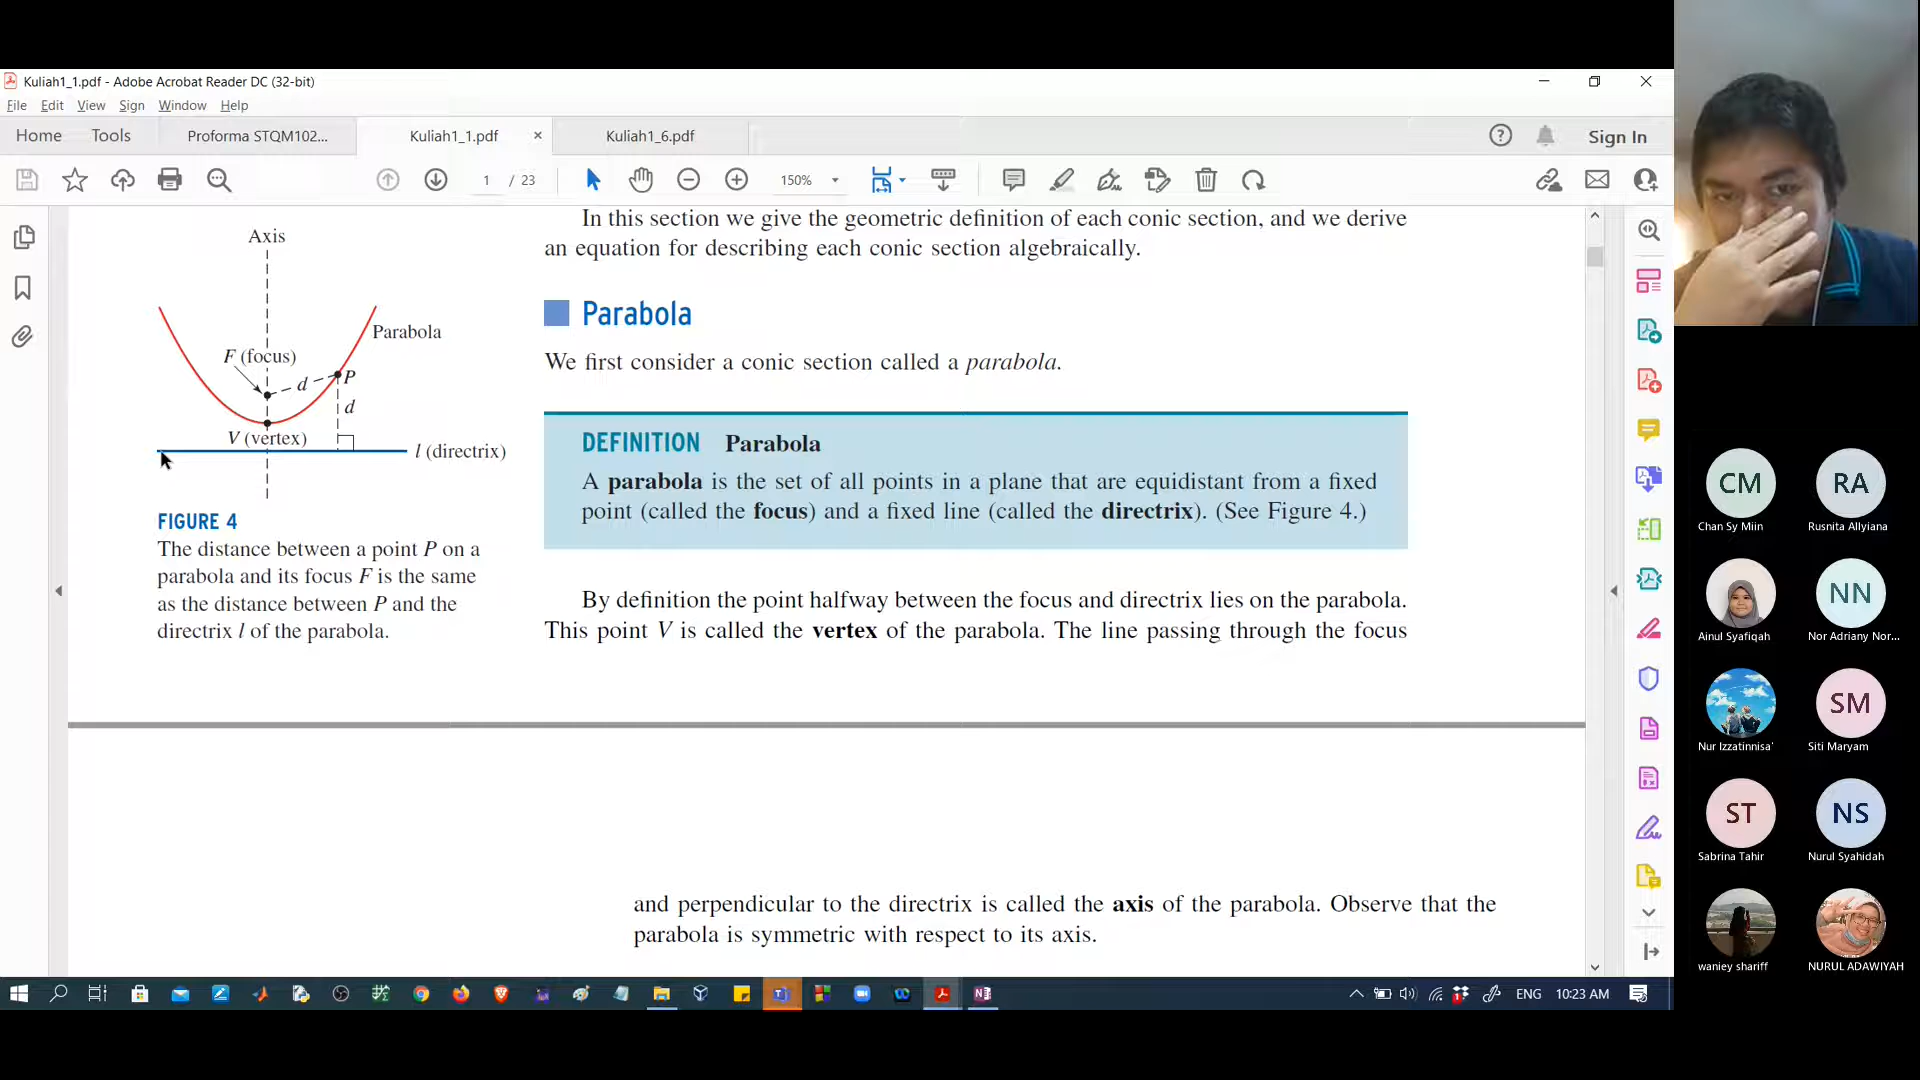 Kuliah1_1.pdf - Adobe Acrobat Reader DC (32-bit)
File Edit View Sign Window Help
Home Tools Proforma STQM102... Kuliah1_1.pdf × Kuliah1_6.pdf Sign In
1 / 23 150%
In this section we give the geometric definition of each conic section, and we derive
an equation for describing each conic section algebraically.
Axis
Parabola
F (focus)
d
P
d
V (vertex)
l (directrix)
FIGURE 4
The distance between a point P on a
parabola and its focus F is the same
as the distance between P and the
directrix l of the parabola.
Parabola
We first consider a conic section called a parabola.
DEFINITION Parabola
A parabola is the set of all points in a plane that are equidistant from a fixed
point (called the focus) and a fixed line (called the directrix). (See Figure 4.)
By definition the point halfway between the focus and directrix lies on the parabola.
This point V is called the vertex of the parabola. The line passing through the focus
and perpendicular to the directrix is called the axis of the parabola. Observe that the
parabola is symmetric with respect to its axis.
CM RA
Chan Sy Miin Rusnita Allyiana
NN
Ainul Syafiqah Nor Adriany Nor...
SM
Nur Izzatinnisa' Siti Maryam
ST NS
Sabrina Tahir Nurul Syahidah
waniey shariff NURUL ADAWIYAH
ENG 10:23 AM